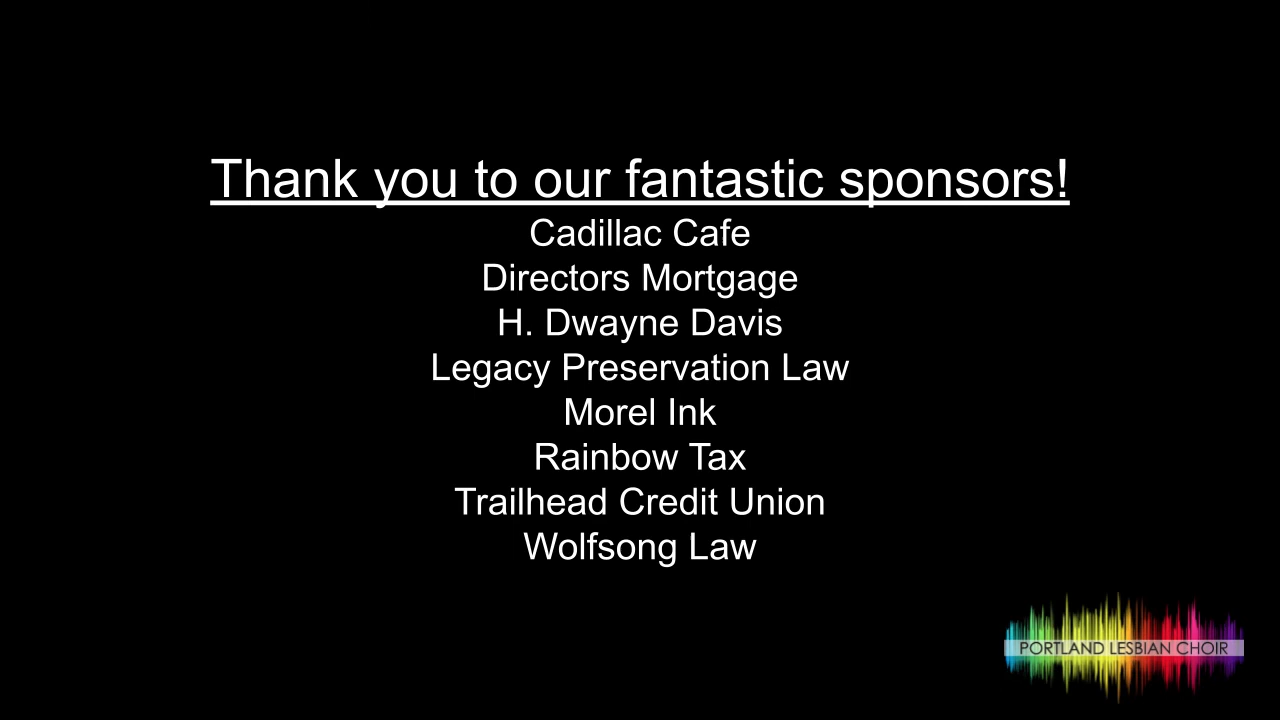 Thank you to our fantastic sponsors!
Cadillac Cafe
Directors Mortgage
H. Dwayne Davis
Legacy Preservation Law
Morel Ink
Rainbow Tax
Trailhead Credit Union
Wolfsong Law
PORTLAND LESBIAN CHOIR